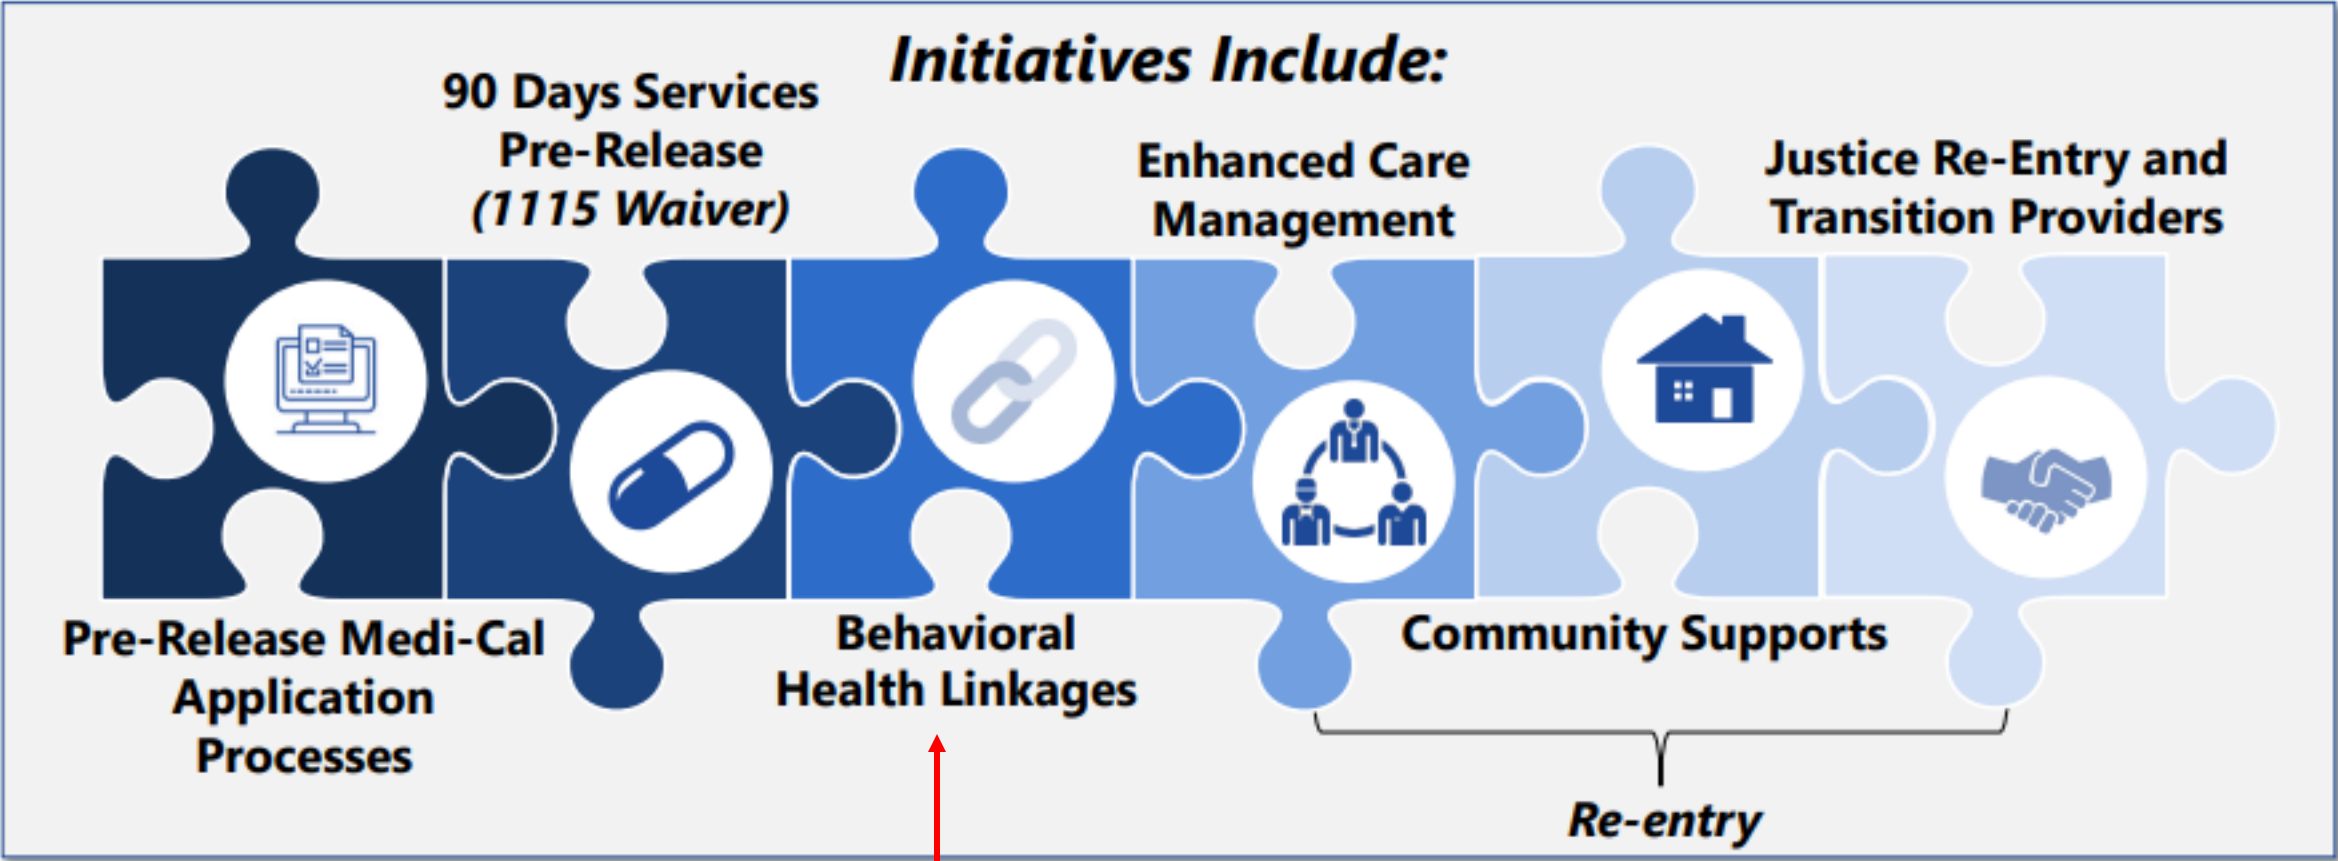 Initiatives Include:
90 Days Services
Pre-Release
(1115 Waiver)
Enhanced Care
Management
Justice Re-Entry and
Transition Providers
Pre-Release Medi-Cal
Application
Processes
Behavioral
Health Linkages
Community Supports
Re-entry